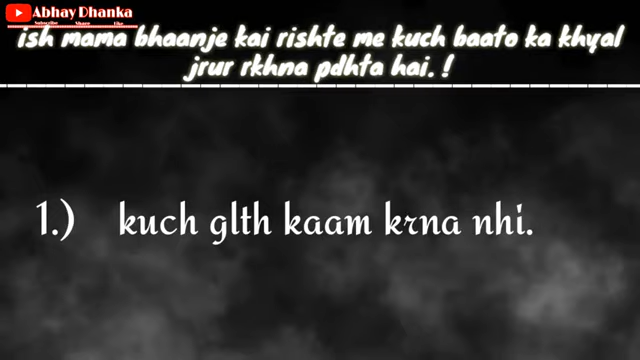 Abhay Dhanka
Subscribe Share Like
ish mama bhaanje kai rishte me kuch baato ka khyal
jrur rkhna pdhta hai. !
1.) kuch glth kaam krna nhi.